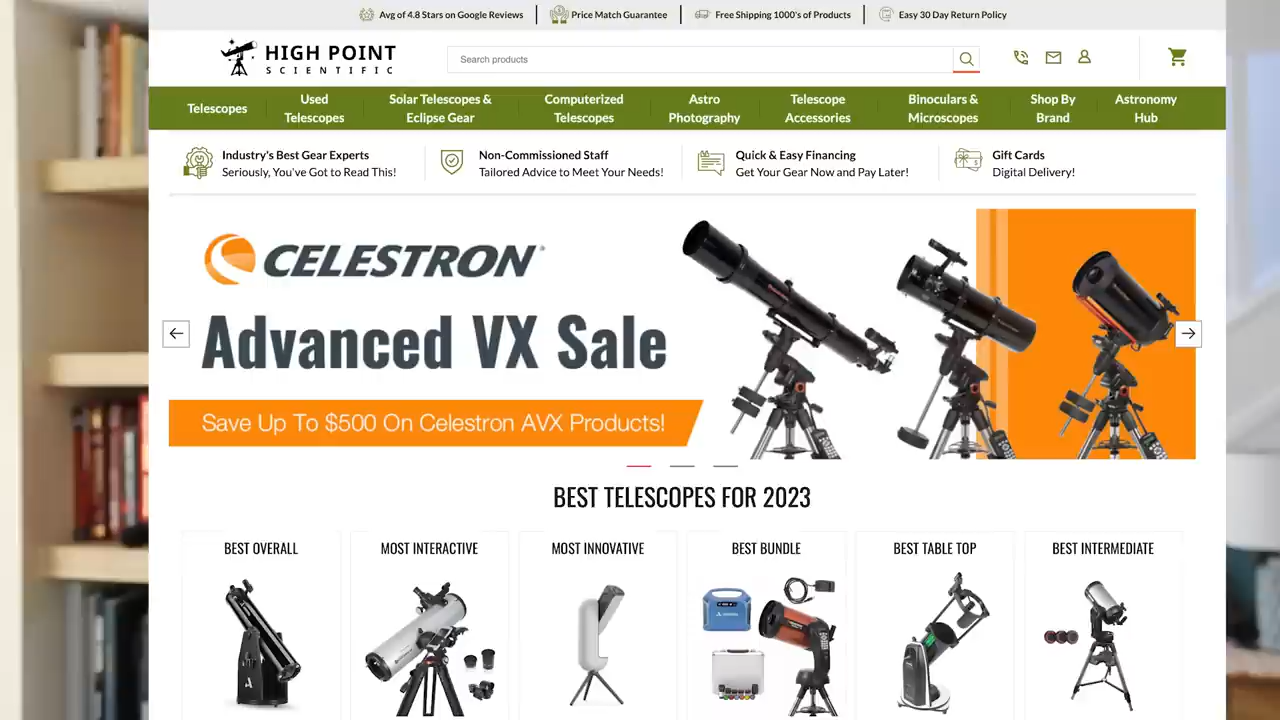 Avg of 4.8 Stars on Google Reviews
Price Match Guarantee
Free Shipping 1000's of Products
Easy 30 Day Return Policy
HIGH POINT
SCIENTIFIC
Search products
Telescopes
Used
Telescopes
Solar Telescopes &
Eclipse Gear
Computerized
Telescopes
Astro
Photography
Telescope
Accessories
Binoculars &
Microscopes
Shop By
Brand
Astronomy
Hub
Industry's Best Gear Experts
Seriously, You've Got to Read This!
Non-Commissioned Staff
Tailored Advice to Meet Your Needs!
Quick & Easy Financing
Get Your Gear Now and Pay Later!
Gift Cards
Digital Delivery!
CELESTRON
Advanced VX Sale
Save Up To $500 On Celestron AVX Products!
BEST TELESCOPES FOR 2023
BEST OVERALL
MOST INTERACTIVE
MOST INNOVATIVE
BEST BUNDLE
BEST TABLE TOP
BEST INTERMEDIATE